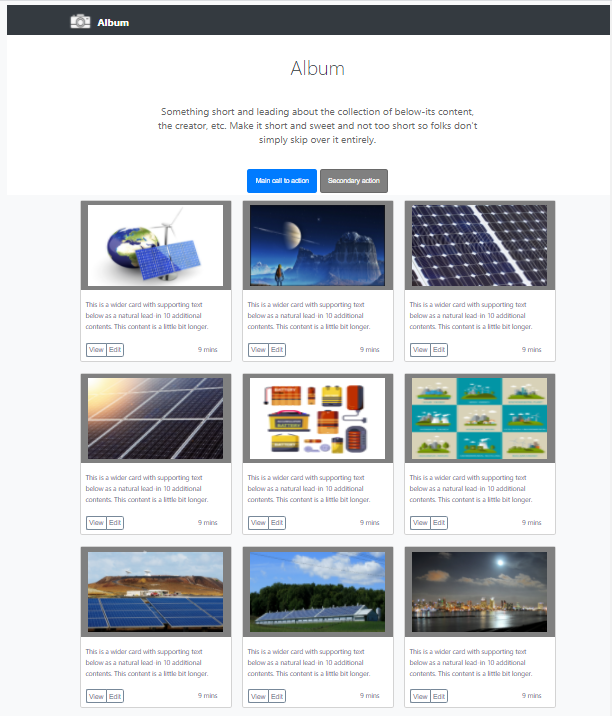 Album
Album
Something short and leading about the collection of below-its content,
the creator, etc. Make it short and sweet and not too short so folks don't
simply skip over it entirely.
Main call to action
Secondary action
This is a wider card with supporting text
below as a natural lead-in 10 additional
contents. This content is a little bit longer.
View
Edit
9 mins
This is a wider card with supporting text
below as a natural lead-in 10 additional
contents. This content is a little bit longer.
View
Edit
9 mins
This is a wider card with supporting text
below as a natural lead-in 10 additional
contents. This content is a little bit longer.
View
Edit
9 mins
This is a wider card with supporting text
below as a natural lead-in 10 additional
contents. This content is a little bit longer.
View
Edit
9 mins
This is a wider card with supporting text
below as a natural lead-in 10 additional
contents. This content is a little bit longer.
View
Edit
9 mins
This is a wider card with supporting text
below as a natural lead-in 10 additional
contents. This content is a little bit longer.
View
Edit
9 mins
This is a wider card with supporting text
below as a natural lead-in 10 additional
contents. This content is a little bit longer.
View
Edit
9 mins
This is a wider card with supporting text
below as a natural lead-in 10 additional
contents. This content is a little bit longer.
View
Edit
9 mins
This is a wider card with supporting text
below as a natural lead-in 10 additional
contents. This content is a little bit longer.
View
Edit
9 mins